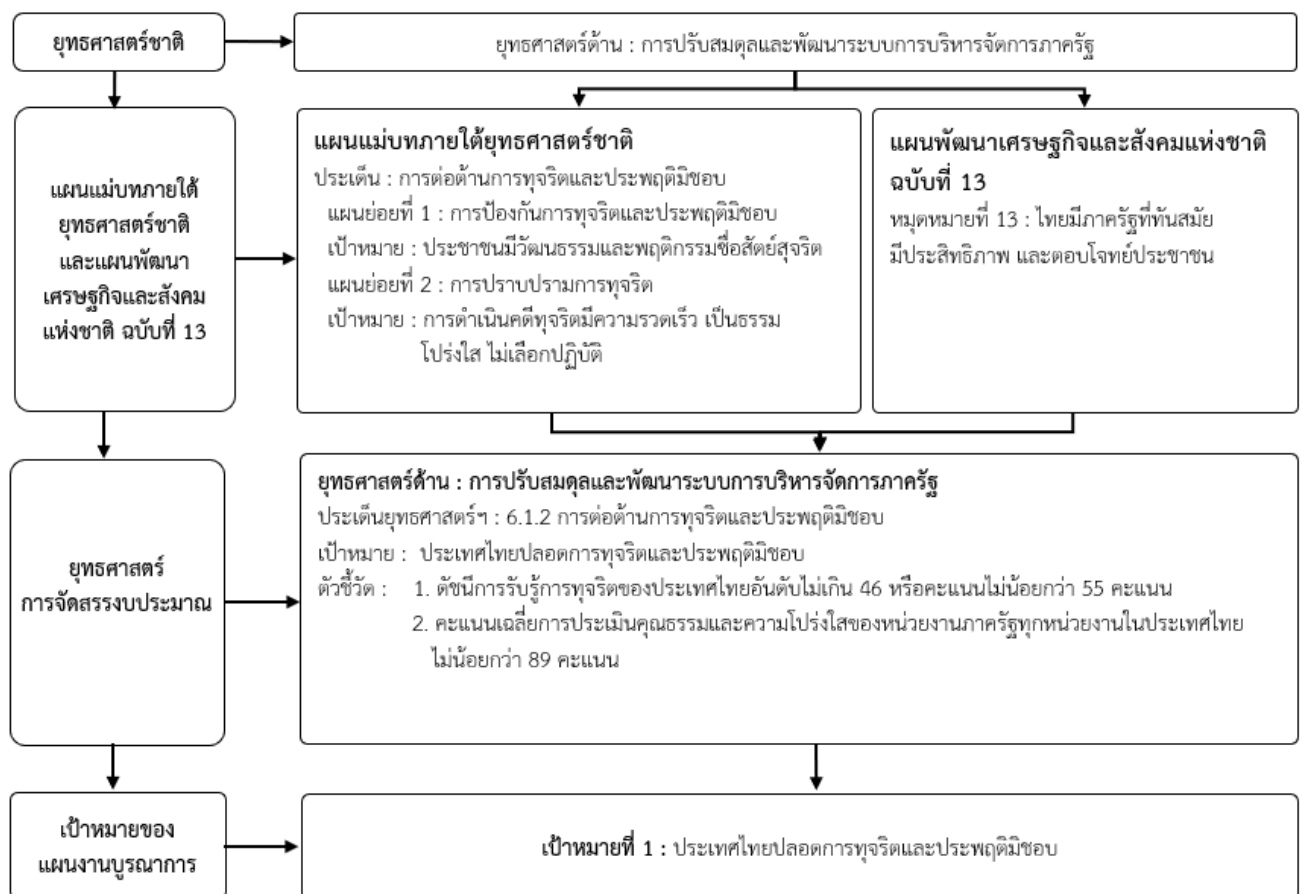 ยุทธศาสตร์ชาติ
ยุทธศาสตร์ด้าน : การปรับสมดุลและพัฒนาระบบการบริหารจัดการภาครัฐ
แผนแม่บทภายใต้
ยุทธศาสตร์ชาติ
และแผนพัฒนา
เศรษฐกิจและสังคม
แห่งชาติ ฉบับที่ 13
แผนแม่บทภายใต้ยุทธศาสตร์ชาติ
ประเด็น : การต่อต้านการทุจริตและประพฤติมิชอบ
แผนย่อยที่ 1 : การป้องกันการทุจริตและประพฤติมิชอบ
เป้าหมาย : ประชาชนมีวัฒนธรรมและพฤติกรรมซื่อสัตย์สุจริต
แผนย่อยที่ 2 : การปราบปรามการทุจริต
เป้าหมาย : การดำเนินคดีทุจริตมีความรวดเร็ว เป็นธรรม
โปร่งใส ไม่เลือกปฏิบัติ
แผนพัฒนาเศรษฐกิจและสังคมแห่งชาติ
ฉบับที่ 13
หมุดหมายที่ 13 : ไทยมีภาครัฐที่ทันสมัย
มีประสิทธิภาพ และตอบโจทย์ประชาชน
ยุทธศาสตร์
การจัดสรรงบประมาณ
ยุทธศาสตร์ด้าน : การปรับสมดุลและพัฒนาระบบการบริหารจัดการภาครัฐ
ประเด็นยุทธศาสตร์ฯ : 6.1.2 การต่อต้านการทุจริตและประพฤติมิชอบ
เป้าหมาย : ประเทศไทยปลอดการทุจริตและประพฤติมิชอบ
ตัวชี้วัด : 1. ดัชนีการรับรู้การทุจริตของประเทศไทยอันดับไม่เกิน 46 หรือคะแนนไม่น้อยกว่า 55 คะแนน
2. คะแนนเฉลี่ยการประเมินคุณธรรมและความโปร่งใสของหน่วยงานภาครัฐทุกหน่วยงานในประเทศไทย
ไม่น้อยกว่า 89 คะแนน
เป้าหมายของ
แผนงานบูรณาการ
เป้าหมายที่ 1 : ประเทศไทยปลอดการทุจริตและประพฤติมิชอบ